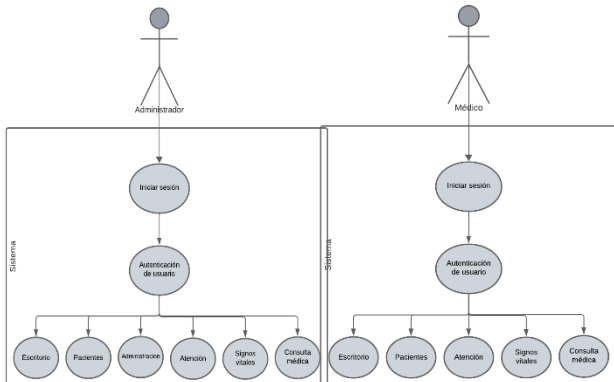 Administrador
Médico
Sistema
Iniciar sesión
Autenticación
de usuario
Escritorio
Pacientes
Administración
Atención
Signos
vitales
Consulta
médica
Sistema
Iniciar sesión
Autenticación
de usuario
Escritorio
Pacientes
Atención
Signos
vitales
Consulta
médica